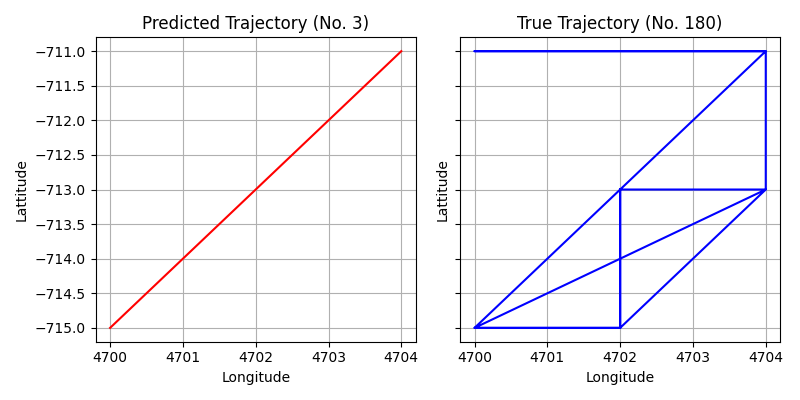 Predicted Trajectory (No. 3)
True Trajectory (No. 180)
Lattitude
−711.0
−711.5
−712.0
−712.5
−713.0
−713.5
−714.0
−714.5
−715.0
4700 4701 4702 4703 4704
Longitude
Lattitude
4700 4701 4702 4703 4704
Longitude